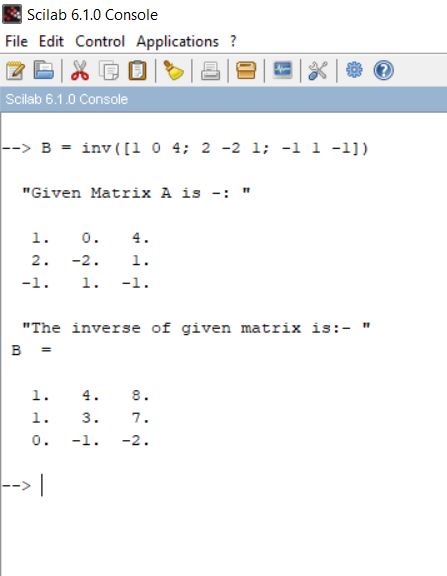 Scilab 6.1.0 Console
File Edit Control Applications ?
Scilab 6.1.0 Console
--> B = inv([1 0 4; 2 -2 1; -1 1 -1])
"Given Matrix A is -: "
1. 0. 4.
2. -2. 1.
-1. 1. -1.
"The inverse of given matrix is:- "
B =
1. 4. 8.
1. 3. 7.
0. -1. -2.
-->